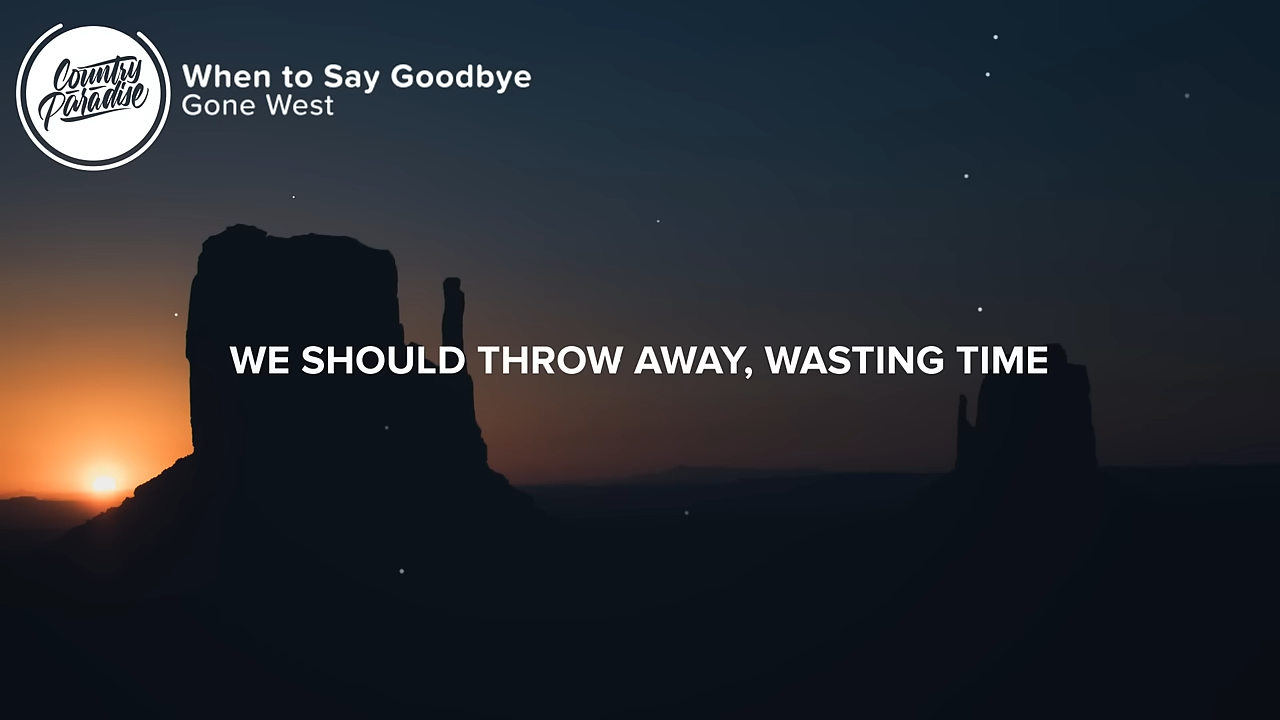 Country
Paradise
When to Say Goodbye
Gone West
WE SHOULD THROW AWAY, WASTING TIME